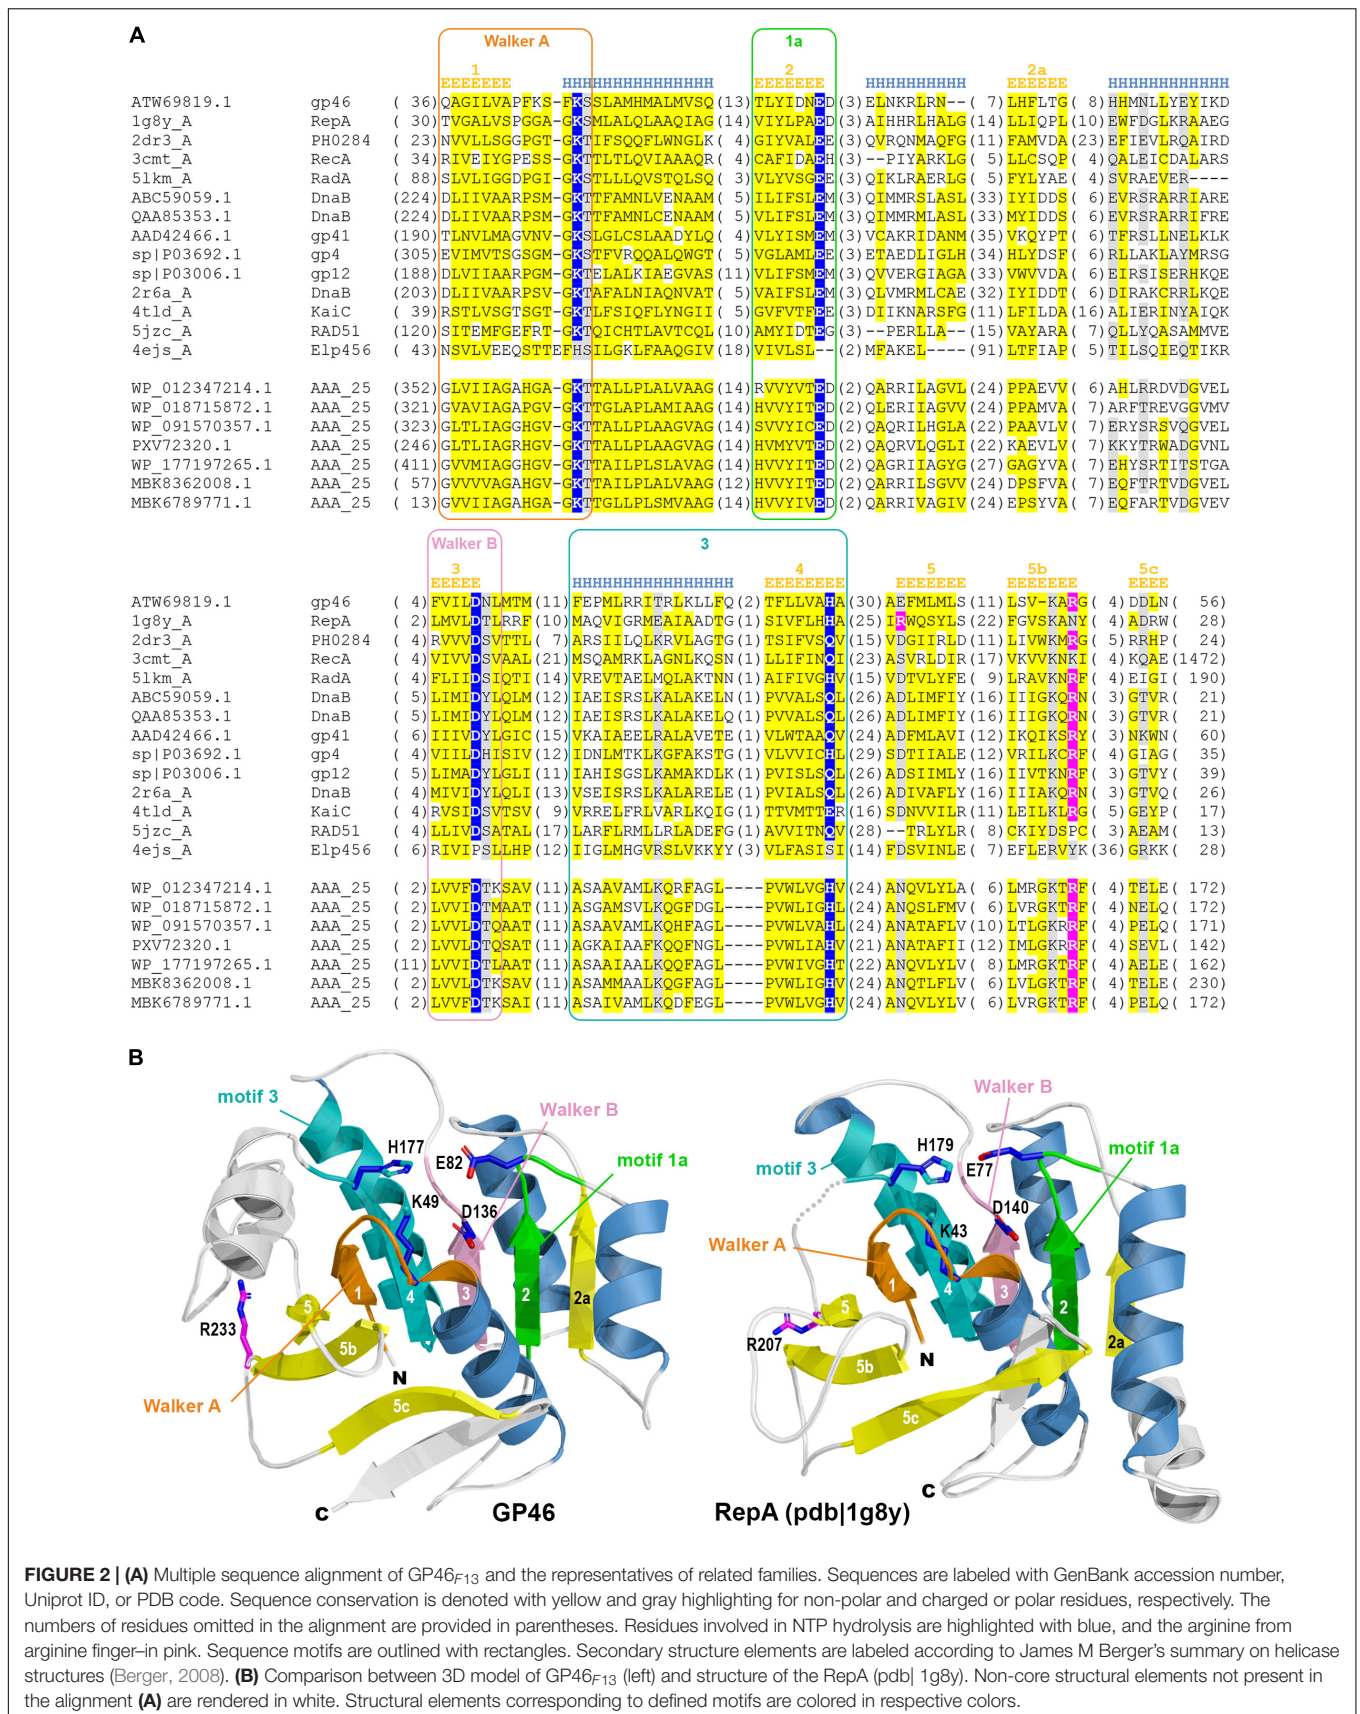 A
Walker A 1a
1 2 2a
EEEEEEE HHHHHHHHHHHHHHH EEEEEEE HHHHHHHHHH EEEEEE HHHHHHHHHHHH
ATW69819.1 gp46 ( 36)QAGILVAPFKS-FKSSLAMHMALMVSQ(13)TLYIDNED(3)ELNKRLRN--( 7)LHFLTG( 8)HHMNLLYEYIKD
1g8y_A RepA ( 30)TVGALVSPGGA-GKSMLALQLAAQIAG(14)VIYLPAED(3)AIHHRLHALG(14)LLIQPL(10)EWFDGLKRAAEG
2dr3_A PH0284 ( 23)NVVLLSGGPGT-GKTIFSQQFLWNGLK( 4)GIYVALEE(3)QVRQNMAQFG(11)FAMVDA(23)EFIEVLRQAIRD
3cmt_A RecA ( 34)RIVEIYGPESS-GKTTLTLQVIAAAQR( 4)CAFIDAEH(3)--PIYARKLG( 5)LLCSQP( 4)QALEICDALARS
5lkm_A RadA ( 88)SLVLIGGDPGI-GKSTLLLQVSTQLSQ( 3)VLYVSGEE(3)QIKLRAERLG( 5)FYLYAE( 4)SVRAEVER----
ABC59059.1 DnaB (224)DLIIVAARPSM-GKTTFAMNLVENAAM( 5)ILIFSLEM(3)QIMMRSLASL(33)IYIDDS( 6)EVRSRARRIARE
QAA85353.1 DnaB (224)DLIIVAARPSM-GKTTFAMNLCENAAM( 5)VLIFSLEM(3)QIMMRMLASL(33)MYIDDS( 6)EVRSRARRIFRE
AAD42466.1 gp41 (190)TLNVLMAGVNV-GKSLGLCSLAADYLQ( 4)VLYISMEM(3)VCAKRIDANM(35)VKQYPT( 6)TFRSLLNELKLK
sp|P03692.1 gp4 (305)EVIMVTSGSGM-GKSTFVRQQALQWGT( 5)VGLAMLEE(3)ETAEDLIGLH(34)HLYDSF( 6)RLLAKLAYMRSG
sp|P03006.1 gp12 (188)DLVIIAARPGM-GKTELALKIAEGVAS(11)VLIFSMEM(3)QVVERGIAGA(33)VWVVDA( 6)EIRSISERHKQE
2r6a_A DnaB (203)DLIIVAARPSV-GKTAFALNIAQNVAT( 5)VAIFSLEM(3)QLVMRMLCAE(32)IYIDDT( 6)DIRAKCRRLKQE
4tld_A KaiC ( 39)RSTLVSGTSGT-GKTLFSIQFLYNGII( 5)GVFVTFEE(3)DIIKNARSFG(11)LFILDA(16)ALIERINYAIQK
5jzc_A RAD51 (120)SITEMFGEFRT-GKTQICHTLAVTCQL(10)AMYIDTEG(3)--PERLLA--(15)VAYARA( 7)QLLYQASAMMVE
4ejs_A Elp456 ( 43)NSVLVEEQSTTEFHSILGKLFAAQGIV(18)VIVLSL--(2)MFAKEL----(91)LTFIAP( 5)TILSQIEQTIKR
WP_012347214.1 AAA_25 (352)GLVIIAGAHGA-GKTTALLPLALVAAG(14)RVVYVTED(2)QARRILAGVL(24)PPAEVV( 6)AHLRRDVDGVEL
WP_018715872.1 AAA_25 (321)GVAVIAGAPGV-GKTTGLAPLAMIAAG(14)HVVYITED(2)QLERIIAGVV(24)PPAMVA( 7)ARFTREVGGVMV
WP_091570357.1 AAA_25 (323)GLTLIAGRHGV-GKTALLPLAAGVAG(14)SVVYICED(2)QAQRILHGLA(22)PAAVLV( 7)ERYSRSVQGVEL
PXV72320.1 AAA_25 (246)GLTLIAGRHGV-GKTALLPLAAGVAG(14)HVMYVTED(2)QAQRVLQGLI(22)KAEVLV( 7)KKYTRWADGVNL
WP_177197265.1 AAA_25 (411)GVVMIAGGHGV-GKTTAILPLSLAVAG(14)HVVYITED(2)QAGRIIAGYG(27)GAGYVA( 7)EHYSRTITSTGA
MBK8362008.1 AAA_25 ( 57)GVVVVAGAHGV-GKTTAILPLALVAAG(12)HVVYITED(2)QARRILSGVV(24)DPSFVA( 7)EQFTRTVDGVEL
MBK6789771.1 AAA_25 ( 13)GVVIIAGAHGA-GKTTGLLPLSMVAAG(14)HVVYIVED(2)QARRIVAGIV(24)EPSYVA( 7)EQFARTVDGVEV
Walker B 3
3 4 5 5b 5c
EEEEE HHHHHHHHHHHHHHHH EEEEEEEE EEEEEEE EEEEEEE EEEE
ATW69819.1 gp46 ( 4)FVILDNLMTM(11)FEPMLRRITRLKLLFQ(2)TFLLVAHA(30)AEFMLMLS(11)LSV-KARG( 4)DDLN( 56)
1g8y_A RepA ( 2)LMVLDTLRRF(10)MAQVIGRMEAIAADTG(1)SIVFLHHA(25)IRWQSYLS(22)FGVSKANY( 4)ADRW( 28)
2dr3_A PH0284 ( 4)RVVVDSVTTL( 7)ARSIILQLKRVLAGTG(1)TSIFVSQV(15)VDGIIRLD(11)LIVWKMRG( 5)RRHP( 24)
3cmt_A RecA ( 4)VIVVDSVAAL(21)MSQAMRKLAGNLKQSN(1)LLIFINQI(23)ASVRLDIR(17)VKVVKNKI( 4)KQAE(1472)
5lkm_A RadA ( 4)FLIIDSIQTI(14)VREVTAELMQLAKTNN(1)AIFIVGHV(15)VDTVLYFE( 9)LRAVKNRF( 4)EIGI( 190)
ABC59059.1 DnaB ( 5)LIMIDYLQLM(12)IAEISRSLKALAKELN(1)PVVALSQL(26)ADLIMFIY(16)IIIGKQRN( 3)GTVR( 21)
QAA85353.1 DnaB ( 5)LIMIDYLQLM(12)IAEISRSLKALAKELQ(1)PVVALSQL(26)ADLIMFIY(16)IIIGKQRN( 3)GTVR( 21)
AAD42466.1 gp41 ( 6)IIIVDYLGIC(15)VKAIAEELRALAVETE(1)VLWTAAQV(24)ADFMLAVI(12)IKQIKSRY( 3)NKWN( 60)
sp|P03692.1 gp4 ( 4)VIILDHISIV(12)IDNLMTKLKGFAKSTG(1)VLVVICHL(29)SDTIIALE(12)VRILKCRF( 4)GIAG( 35)
sp|P03006.1 gp12 ( 5)LIMADYLGLI(11)IAHISGSLKAMAKDLK(1)PVISLSQL(26)ADSIIMLY(16)IIVTKNRF( 3)GTVY( 39)
2r6a_A DnaB ( 4)MIVIDYLQLI(13)VSEISRSLKALARELE(1)PVIALSQL(26)ADIVAFLY(16)IIIAKQRN( 3)GTVQ( 26)
4tld_A KaiC ( 4)RVSIDSVTSV( 9)VRRELFRLVARLKQIG(1)TTVMTTER(16)SDNVVILR(11)LEILKLRG( 5)GEYP( 17)
5jzc_A RAD51 ( 4)LLIVDSATAL(17)LARFLRMLLRLADEFG(1)AVVITNQV(28)--TRLYLR( 8)CKIYDSPC( 3)AEAM( 13)
4ejs_A Elp456 ( 6)RIVIPSLLHP(12)IIGLMHGVRSLVKKYY(3)VLFASISI(14)FDSVINLE( 7)EFLERVYK(36)GRKK( 28)
WP_012347214.1 AAA_25 ( 2)LVVFDTKSAV(11)ASAAVAMLKQRFAGL----PVWLVGHV(24)ANQVLYLA( 6)LMRGKTRF( 4)TELE( 172)
WP_018715872.1 AAA_25 ( 2)LVVIDTMAAT(11)ASGAMSVLKQGFDGL----PVWLIGHL(24)ANQSLFMV( 6)LVRGKTRF( 4)NELQ( 172)
WP_091570357.1 AAA_25 ( 2)LVVLDTQAAT(11)ASAAVAMLKQHFAGL----PVWLVAHL(21)ANATAFLV(10)LTLGKRRF( 4)PELQ( 171)
PXV72320.1 AAA_25 ( 2)LVVLDTQSAT(11)AGKAIAAFKQQFNGL----PVWLIAHV(21)ANATAFII(12)IMLGKRRF( 4)SEVL( 142)
WP_177197265.1 AAA_25 (11)LVVIDTLAAT(11)ASAAIAALKQQFAGL----PVWIVGHT(22)ANQVLYLV( 8)LMRGKTRF( 4)AELE( 162)
MBK8362008.1 AAA_25 ( 2)LVVLDTKSAV(11)ASAMMAALKQGFAGL----PVWLIGHV(24)ANQTLFLV( 6)LVLGKTRF( 4)TELE( 230)
MBK6789771.1 AAA_25 ( 2)LVVFDTKSAI(11)ASAIVAMLKQDFEGL----PVWLVGHV(24)ANQVLYLV( 6)LVRGKTRF( 4)PELQ( 172)
B
motif 3
H177
E82
Walker B
motif 1a
K49
D136
1 4 3 2 2a
R233
5
5b
N
Walker A
5c
C
GP46
Walker B
H179
motif 3
E77
motif 1a
D140
K43
Walker A
1 4 3 2 2a
5
R207
5b
N
5c
C
RepA (pdb|1g8y)
FIGURE 2 | (A) Multiple sequence alignment of GP46F13 and the representatives of related families. Sequences are labeled with GenBank accession number,
Uniprot ID, or PDB code. Sequence conservation is denoted with yellow and gray highlighting for non-polar and charged or polar residues, respectively. The
numbers of residues omitted in the alignment are provided in parentheses. Residues involved in NTP hydrolysis are highlighted with blue, and the arginine from
arginine finger–in pink. Sequence motifs are outlined with rectangles. Secondary structure elements are labeled according to James M Berger's summary on helicase
structures (Berger, 2008). (B) Comparison between 3D model of GP46F13 (left) and structure of the RepA (pdb| 1g8y). Non-core structural elements not present in
the alignment (A) are rendered in white. Structural elements corresponding to defined motifs are colored in respective colors.